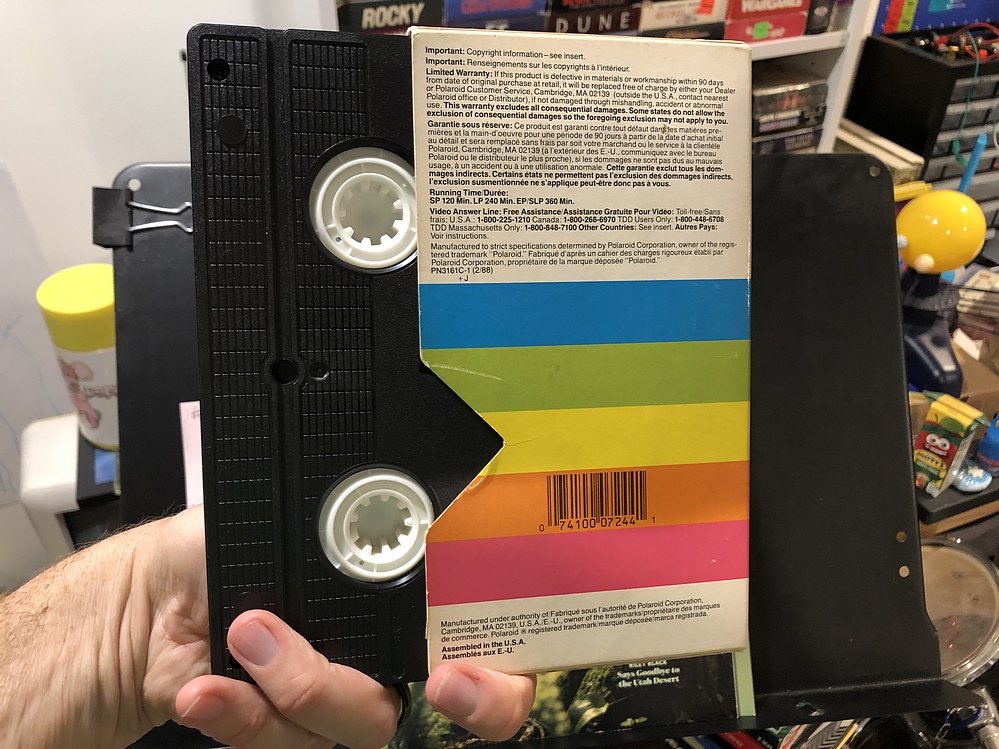 ROCKY
DUNE
WARGAMES
Important: Copyright information–see insert.
Important: Renseignements sur les copyrights à l'intérieur.
Limited Warranty: If this product is defective in materials or workmanship within 90 days
from date of original purchase at retail, it will be replaced free of charge by either your Dealer
or Polaroid Customer Service, Cambridge, MA 02139 (outside the U.S.A., contact nearest
Polaroid office or Distributor), if not damaged through mishandling, accident or abnormal
use. This warranty excludes all consequential damages. Some states do not allow the
exclusion of consequential damages so the foregoing exclusion may not apply to you.
Garantie sous réserve: Ce produit est garanti contre tout défaut dans les matières pre-
mières et la main-d'oeuvre pour une période de 90 jours à partir de la date d'achat initial
au détail et sera remplacé sans frais par soit votre marchand ou le service à la clientèle
Polaroid, Cambridge, MA 02139 (à l'extérieur des E.-U., communiquez avec le bureau
Polaroid ou le distributeur le plus proche), si les dommages ne sont pas dus au mauvais
usage, à un accident ou à une utilisation anormale. Cette garantie exclut tous les dom-
mages indirects. Certains états ne permettent pas l'exclusion des dommages indirects,
l'exclusion susmentionnée ne s'applique peut-être donc pas à vous.
Running Time/Durée:
SP 120 Min. LP 240 Min. EP/SLP 360 Min.
Video Answer Line: Free Assistance/Assistance Gratuite Pour Vidéo: Toll-free/Sans
frais: U.S.A.: 1-800-225-1210 Canada: 1-800-268-6970 TDD Users Only: 1-800-448-6708
TDD Massachusetts Only: 1-800-848-7100 Other Countries: See insert. Autres Pays:
Voir instructions.
Manufactured to strict specifications determined by Polaroid Corporation, owner of the regis-
tered trademark "Polaroid." Fabriqué d'après un cahier des charges rigoureux établi par
Polaroid Corporation, propriétaire de la marque déposée "Polaroid."
PN3161C-1 (2/88)
+J
0 74100 07244 1
Manufactured under authority of/Fabriqué sous l'autorité de Polaroid Corporation,
Cambridge, MA 02139, U.S.A./E.-U., owner of the trademarks/propriétaire des marques
de commerce. Polaroid ® registered trademark/marque déposée/marca registrada.
Assembled in the U.S.A.
Assemblés aux E.-U.
RILEY BLACK
Says Goodbye to
the Utah Desert